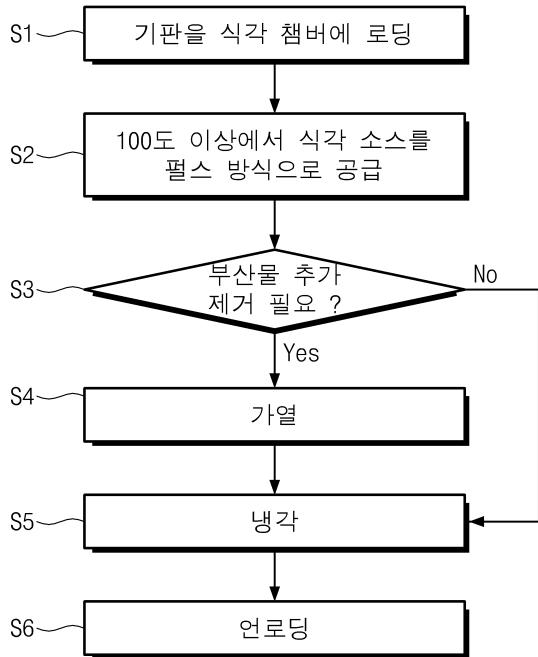 S1
기판을 식각 챔버에 로딩
S2
100도 이상에서 식각 소스를
펄스 방식으로 공급
S3
부산물 추가
제거 필요 ?
No
Yes
S4
가열
S5
냉각
S6
언로딩